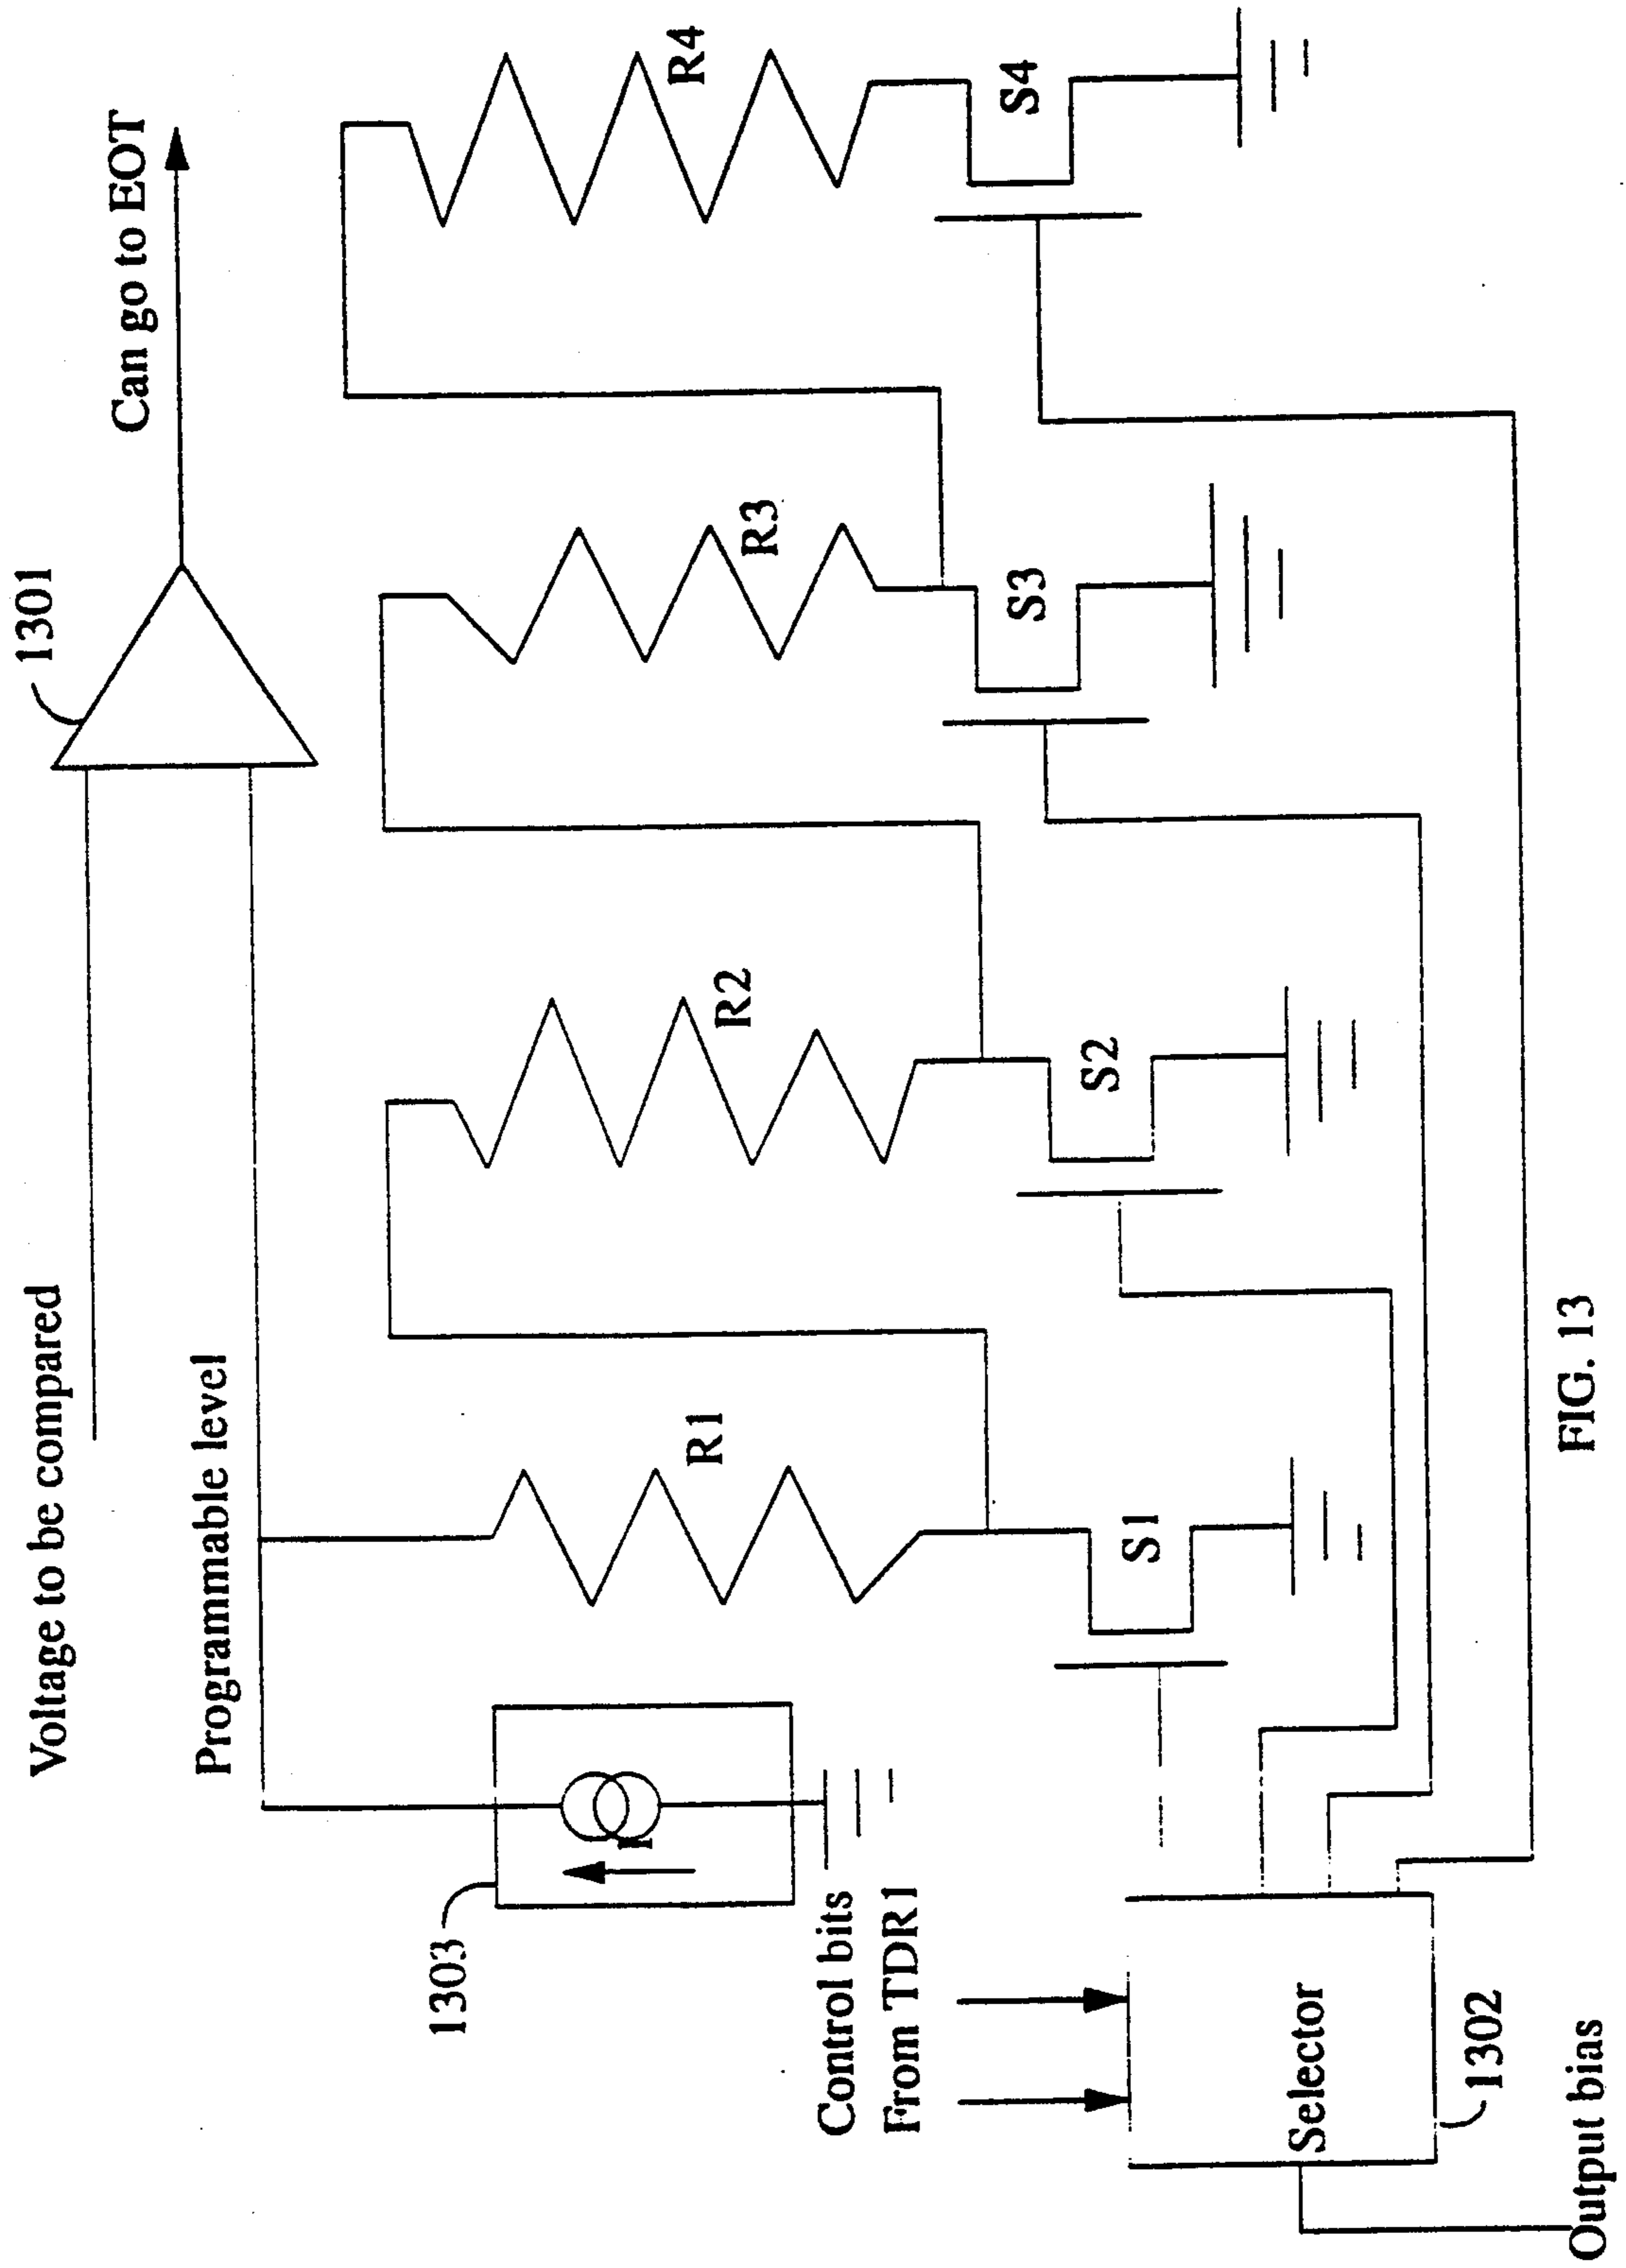 Voltage to be compared
1301
Can go to EOT
Programmable level
1303
I
R1
R2
R3
R4
Control bits
From TDR1
S1
S2
S3
S4
Selector
1302
Output bias
FIG. 13